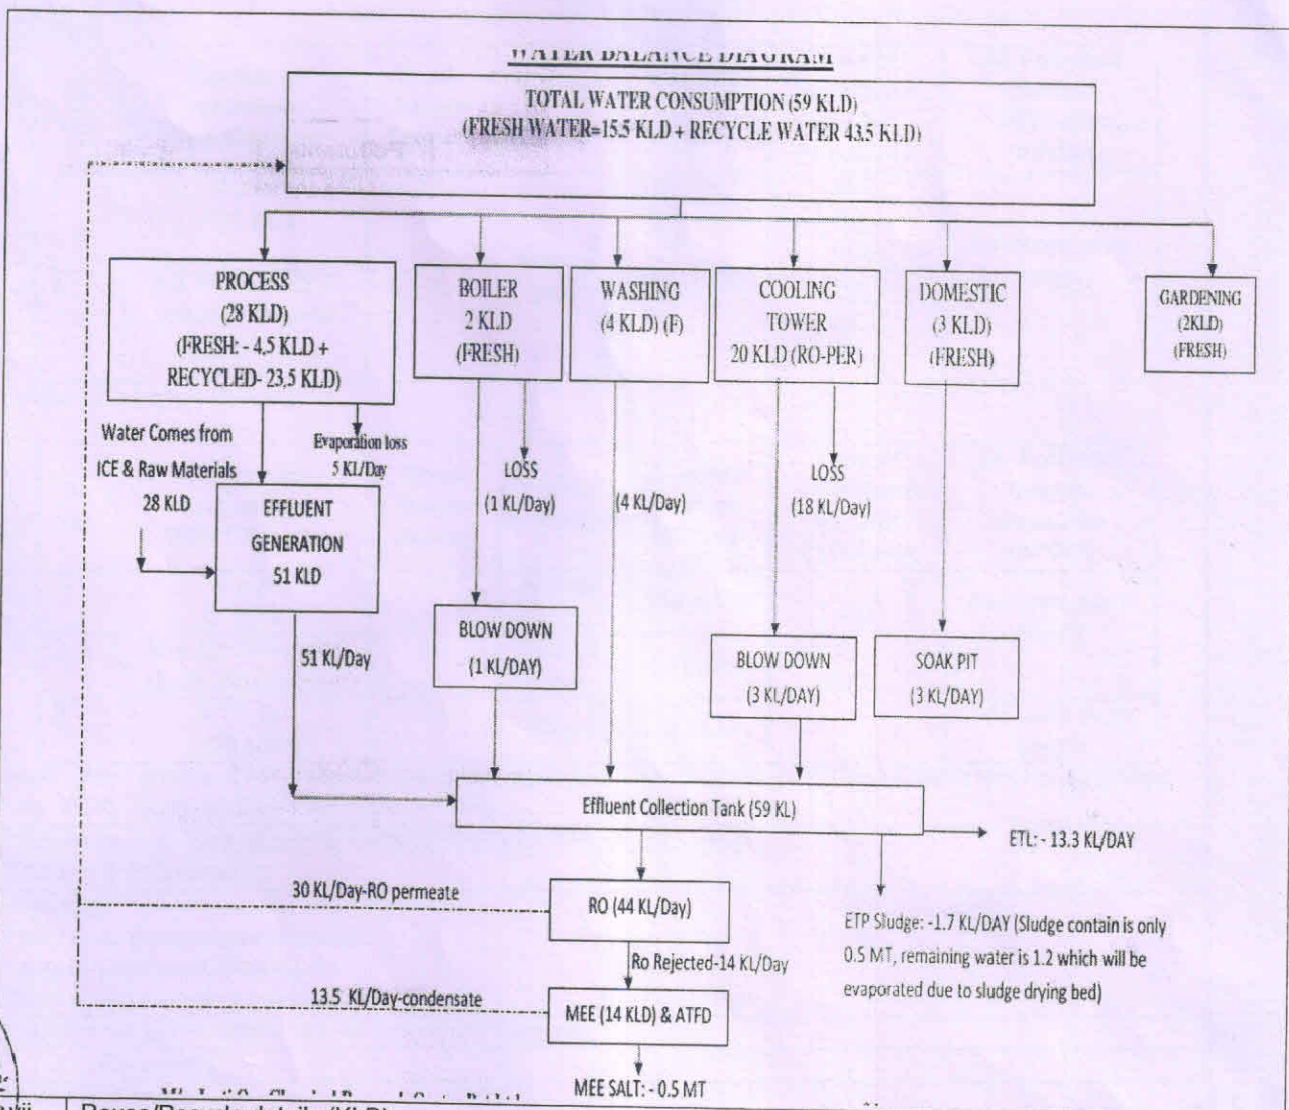 WATER BALANCE DIAGRAM
TOTAL WATER CONSUMPTION (59 KLD)
(FRESH WATER=15.5 KLD + RECYCLE WATER 43.5 KLD)
PROCESS
(28 KLD)
(FRESH: - 4.5 KLD +
RECYCLED- 23.5 KLD)
BOILER
2 KLD
(FRESH)
WASHING
(4 KLD) (F)
COOLING
TOWER
20 KLD (RO-PER)
DOMESTIC
(3 KLD)
(FRESH)
GARDENING
(2KLD)
(FRESH)
Water Comes from
ICE & Raw Materials
28 KLD
Evaporation loss
5 KL/Day
EFFLUENT
GENERATION
51 KLD
LOSS
(1 KL/Day)
(4 KL/Day)
LOSS
(18 KL/Day)
51 KL/Day
BLOW DOWN
(1 KL/DAY)
BLOW DOWN
(3 KL/DAY)
SOAK PIT
(3 KL/DAY)
Effluent Collection Tank (59 KL)
ETL: - 13.3 KL/DAY
30 KL/Day-RO permeate
RO (44 KL/Day)
ETP Sludge: -1.7 KL/DAY (Sludge contain is only
0.5 MT, remaining water is 1.2 which will be
evaporated due to sludge drying bed)
Ro Rejected-14 KL/Day
13.5 KL/Day-condensate
MEE (14 KLD) & ATFD
MEE SALT: - 0.5 MT